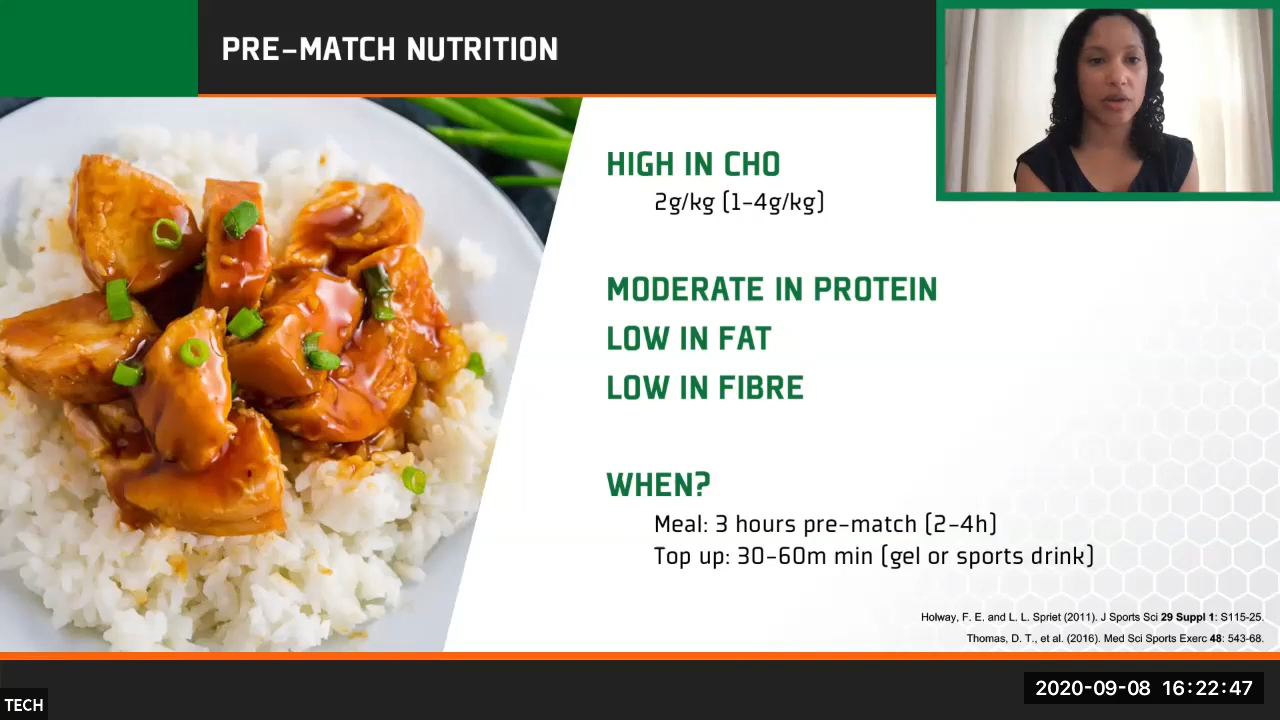 PRE-MATCH NUTRITION
HIGH IN CHO
2g/kg (1-4g/kg)
MODERATE IN PROTEIN
LOW IN FAT
LOW IN FIBRE
WHEN?
Meal: 3 hours pre-match (2-4h)
Top up: 30-60m min (gel or sports drink)
Holway, F. E. and L. L. Spriet (2011). J Sports Sci 29 Suppl 1: S115-25.
Thomas, D. T., et al. (2016). Med Sci Sports Exerc 48: 543-68.
2020-09-08 16:22:47
TECH